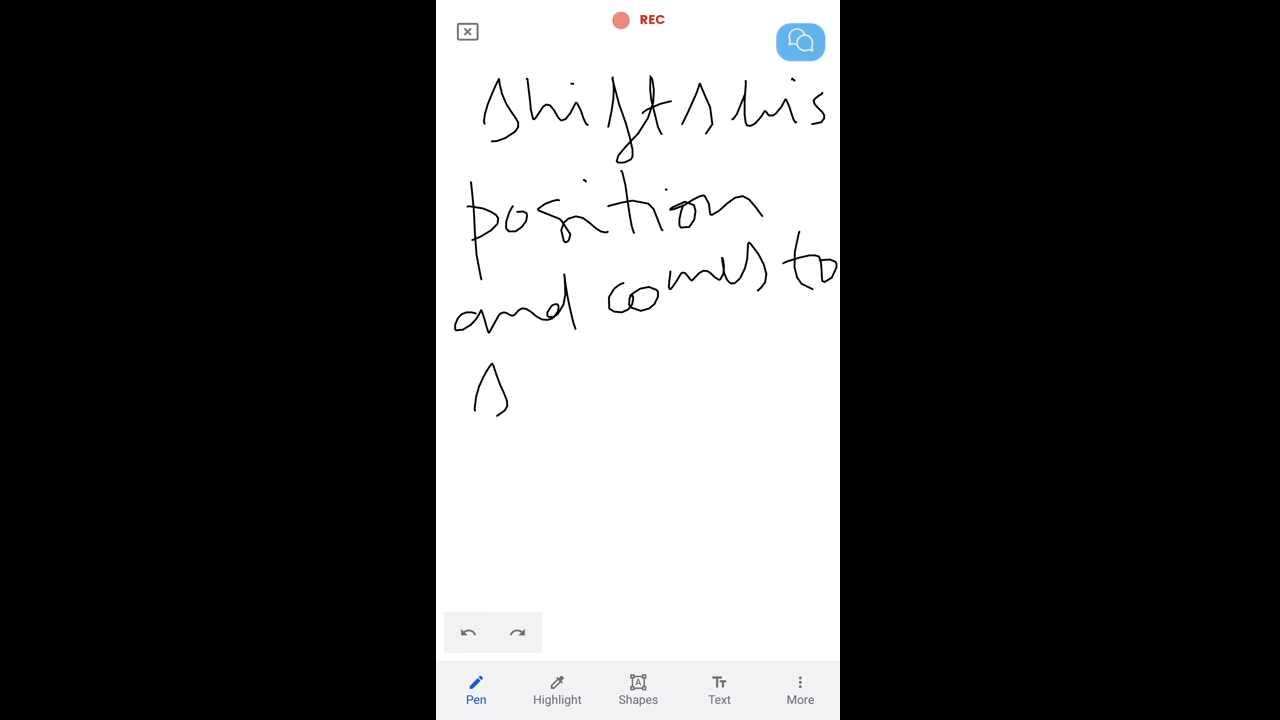 REC
shifts his
position
and comes to
s
Pen Highlight Shapes Text More